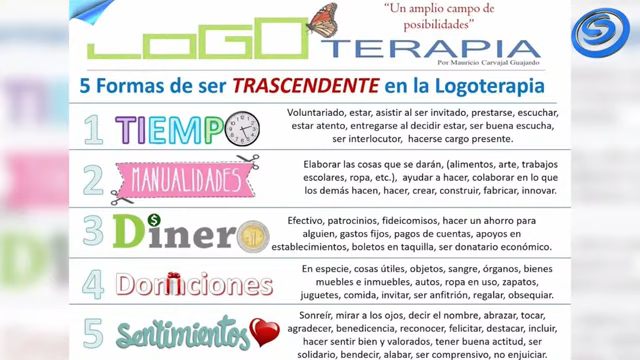 "Un amplio campo de
posibilidades"
LOGO
TERAPIA
Por Mauricio Carvajal Guajardo
5 Formas de ser TRASCENDENTE en la Logoterapia
1 TIEMPO
Voluntariado, estar, asistir al ser invitado, prestarse, escuchar,
estar atento, entregarse al decidir estar, ser buena escucha,
ser interlocutor, hacerse cargo presente.
2 MANUALIDADES
Elaborar las cosas que se darán, (alimentos, arte, trabajos
escolares, ropa, etc.), ayudar a hacer, colaborar en lo que
los demás hacen, hacer, crear, construir, fabricar, innovar.
3 Dinero
Efectivo, patrocinios, fideicomisos, hacer un ahorro para
alguien, gastos fijos, pagos de cuentas, apoyos en
establecimientos, boletos en taquilla, ser donatario económico.
4 Donaciones
En especie, cosas útiles, objetos, sangre, órganos, bienes
muebles e inmuebles, autos, ropa en uso, zapatos,
juguetes, comida, invitar, ser anfitrión, regalar, obsequiar.
5 Sentimientos
Sonreír, mirar a los ojos, decir el nombre, abrazar, tocar,
agradecer, benedicencia, reconocer, felicitar, destacar, incluir,
hacer sentir bien y valorados, tener buena actitud, ser
solidario, bendecir, alabar, ser comprensivo, no enjuiciar